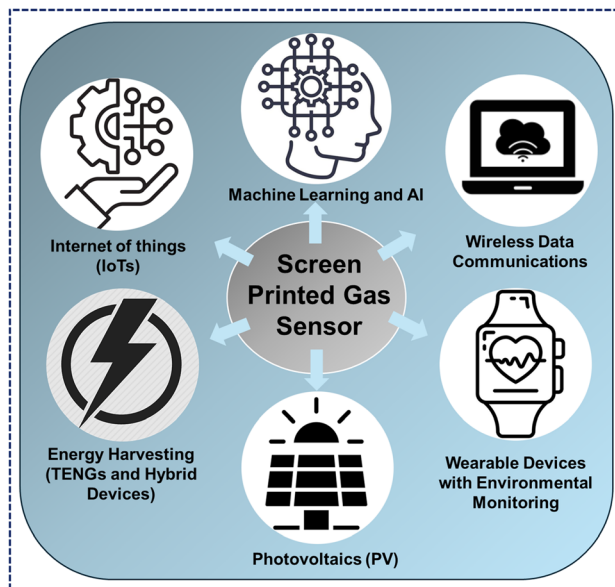 Machine Learning and AI
Internet of things
(IoTs)
Wireless Data
Communications
Screen
Printed Gas
Sensor
Energy Harvesting
(TENGs and Hybrid
Devices)
Wearable Devices
with Environmental
Monitoring
Photovoltaics (PV)